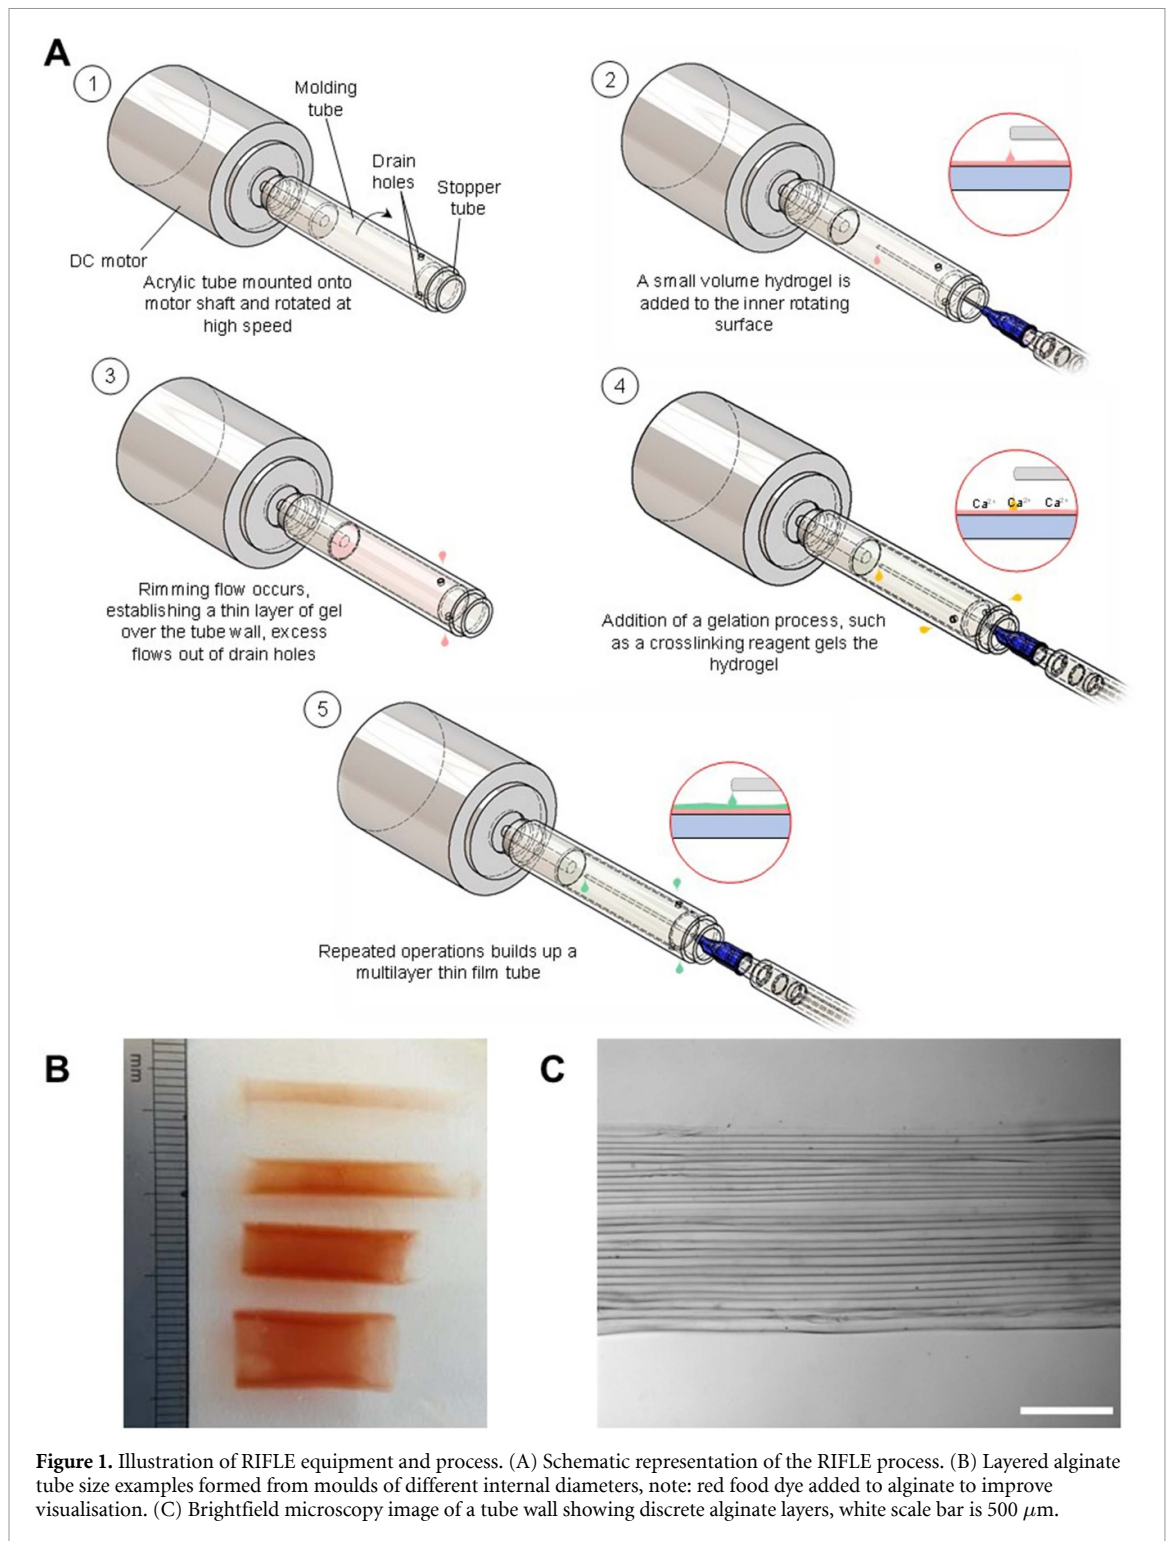 A
1
Molding
tube
Drain
holes
Stopper
tube
DC motor
Acrylic tube mounted onto
motor shaft and rotated at
high speed
2
A small volume hydrogel is
added to the inner rotating
surface
3
Rimming flow occurs,
establishing a thin layer of gel
over the tube wall, excess
flows out of drain holes
4
Ca²⁺ Ca²⁺ Ca²⁺
Addition of a gelation process, such
as a crosslinking reagent gels the
hydrogel
5
Repeated operations builds up a
multilayer thin film tube
B
mm
C
Figure 1. Illustration of RIFLE equipment and process. (A) Schematic representation of the RIFLE process. (B) Layered alginate
tube size examples formed from moulds of different internal diameters, note: red food dye added to alginate to improve
visualisation. (C) Brightfield microscopy image of a tube wall showing discrete alginate layers, white scale bar is 500 μm.